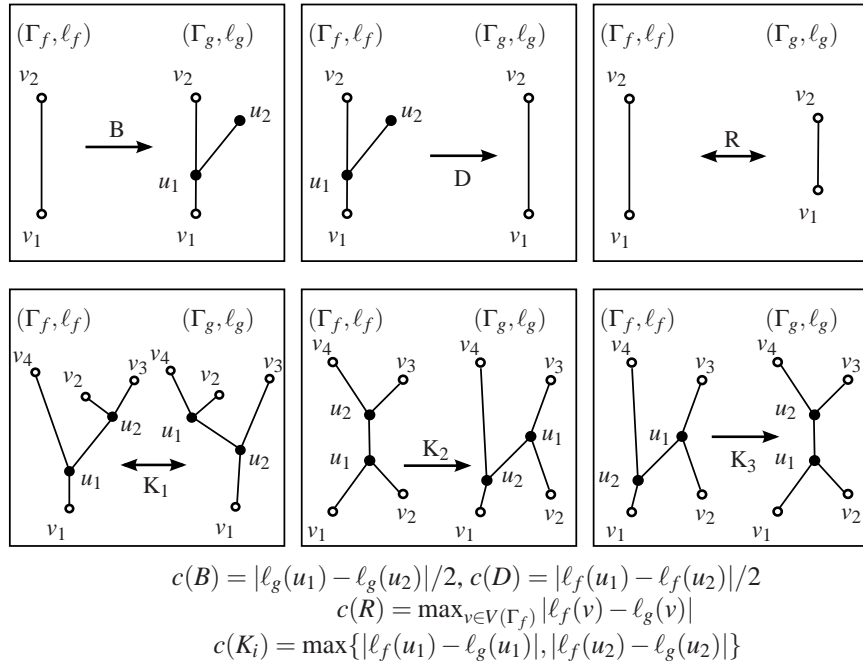 (Γ_f, ℓ_f) (Γ_g, ℓ_g)
v_2 v_2
u_2
B
u_1
v_1 v_1
(Γ_f, ℓ_f) (Γ_g, ℓ_g)
v_2 v_2
u_2
D
u_1
v_1 v_1
(Γ_f, ℓ_f) (Γ_g, ℓ_g)
v_2 v_2
R
v_1 v_1
(Γ_f, ℓ_f) (Γ_g, ℓ_g)
v_4 v_2 v_3 v_4 v_2 v_3
u_2 u_1
u_1 K_1 u_2
v_1 v_1
(Γ_f, ℓ_f) (Γ_g, ℓ_g)
v_4 v_3 v_4 v_3
u_2 u_1
u_1 K_2 u_2
v_1 v_2 v_1 v_2
(Γ_f, ℓ_f) (Γ_g, ℓ_g)
v_4 v_3 v_4 v_3
u_1 u_2
u_2 K_3 u_1
v_1 v_2 v_1 v_2
c(B) = |ℓ_g(u_1) − ℓ_g(u_2)|/2, c(D) = |ℓ_f(u_1) − ℓ_f(u_2)|/2
c(R) = max_{v∈V(Γ_f)} |ℓ_f(v) − ℓ_g(v)|
c(K_i) = max{|ℓ_f(u_1) − ℓ_g(u_1)|, |ℓ_f(u_2) − ℓ_g(u_2)|}